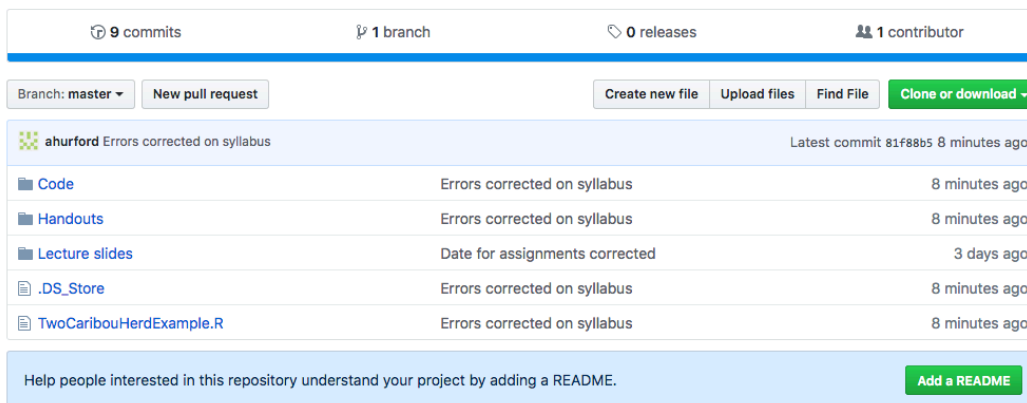 9 commits 1 branch 0 releases 1 contributor
Branch: master New pull request Create new file Upload files Find File Clone or download
ahurford Errors corrected on syllabus Latest commit 81f88b5 8 minutes ago
Code Errors corrected on syllabus 8 minutes ago
Handouts Errors corrected on syllabus 8 minutes ago
Lecture slides Date for assignments corrected 3 days ago
.DS_Store Errors corrected on syllabus 8 minutes ago
TwoCaribouHerdExample.R Errors corrected on syllabus 8 minutes ago
Help people interested in this repository understand your project by adding a README. Add a README